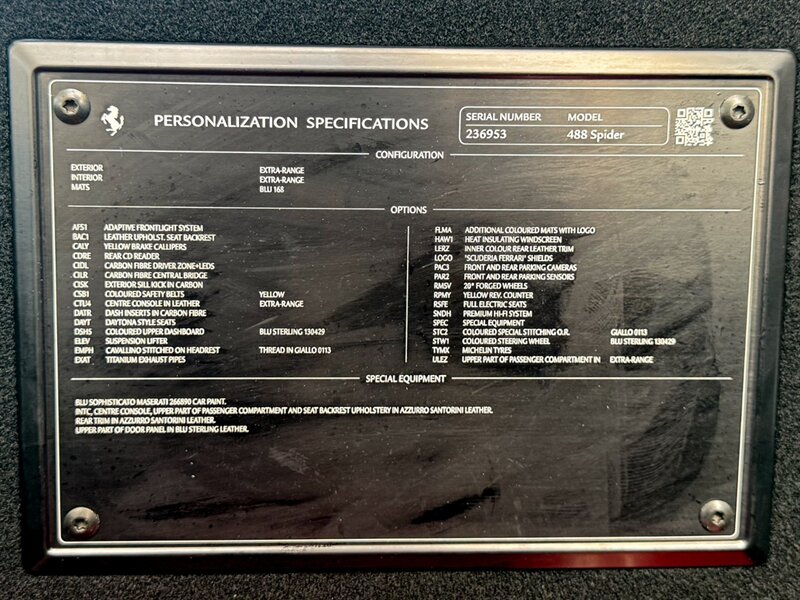 PERSONALIZATION SPECIFICATIONS
SERIAL NUMBER MODEL
236953 488 Spider
CONFIGURATION
EXTERIOR EXTRA-RANGE
INTERIOR EXTRA-RANGE
MATS BLU 168
OPTIONS
AFS1 ADAPTIVE FRONTLIGHT SYSTEM
BAC1 LEATHER UPHOLST. SEAT BACKREST
CALY YELLOW BRAKE CALLIPERS
CDRE REAR CD READER
CIDL CARBON FIBRE DRIVER ZONE+LEDS
CILR CARBON FIBRE CENTRAL BRIDGE
CISK EXTERIOR SILL KICK IN CARBON
CSB1 COLOURED SAFETY BELTS YELLOW
CTU4 CENTRE CONSOLE IN LEATHER EXTRA-RANGE
DATR DASH INSERTS IN CARBON FIBRE
DAYT DAYTONA STYLE SEATS
DSH5 COLOURED UPPER DASHBOARD BLU STERLING 130429
ELEV SUSPENSION LIFTER
EMPH CAVALLINO STITCHED ON HEADREST THREAD IN GIALLO 0113
EXAT TITANIUM EXHAUST PIPES
FLMA ADDITIONAL COLOURED MATS WITH LOGO
HAW1 HEAT INSULATING WINDSCREEN
LERZ INNER COLOUR REAR LEATHER TRIM
LOGO "SCUDERIA FERRARI" SHIELDS
PAC3 FRONT AND REAR PARKING CAMERAS
PAR2 FRONT AND REAR PARKING SENSORS
RMSV 20" FORGED WHEELS
RPMY YELLOW REV. COUNTER
RSFE FULL ELECTRIC SEATS
SNDH PREMIUM HI-FI SYSTEM
SPEC SPECIAL EQUIPMENT
STC2 COLOURED SPECIAL STITCHING O.R. GIALLO 0113
STW1 COLOURED STEERING WHEEL BLU STERLING 130429
TYMX MICHELIN TYRES
ULEZ UPPER PART OF PASSENGER COMPARTMENT IN EXTRA-RANGE
SPECIAL EQUIPMENT
BLU SOPHISTICATO MASERATI 266890 CAR PAINT.
INTC, CENTRE CONSOLE, UPPER PART OF PASSENGER COMPARTMENT AND SEAT BACKREST UPHOLSTERY IN AZZURRO SANTORINI LEATHER.
REAR TRIM IN AZZURRO SANTORINI LEATHER.
UPPER PART OF DOOR PANEL IN BLU STERLING LEATHER.